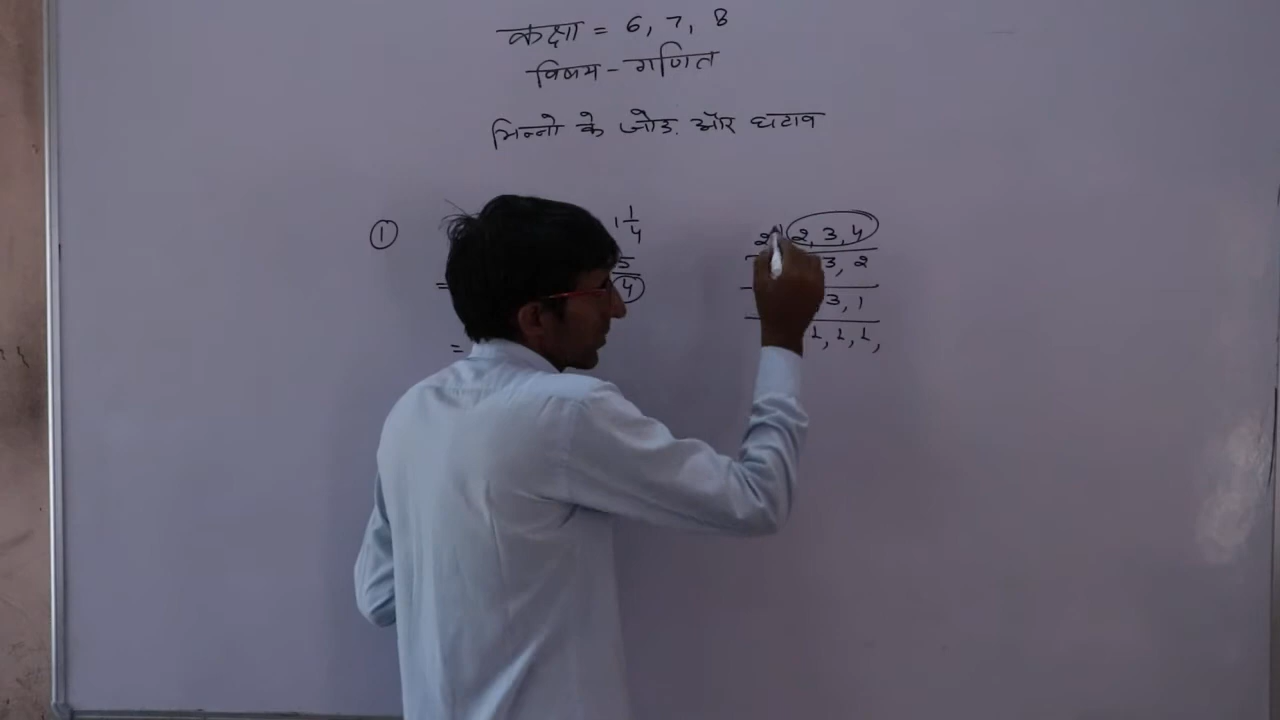 कक्षा = 6, 7, 8
विषय - गणित
भिन्नो के जोड़ और घटाव
① 1 1/4
= 5/4
=
2 2, 3, 4
3, 2
3, 1
1, 1, 1,